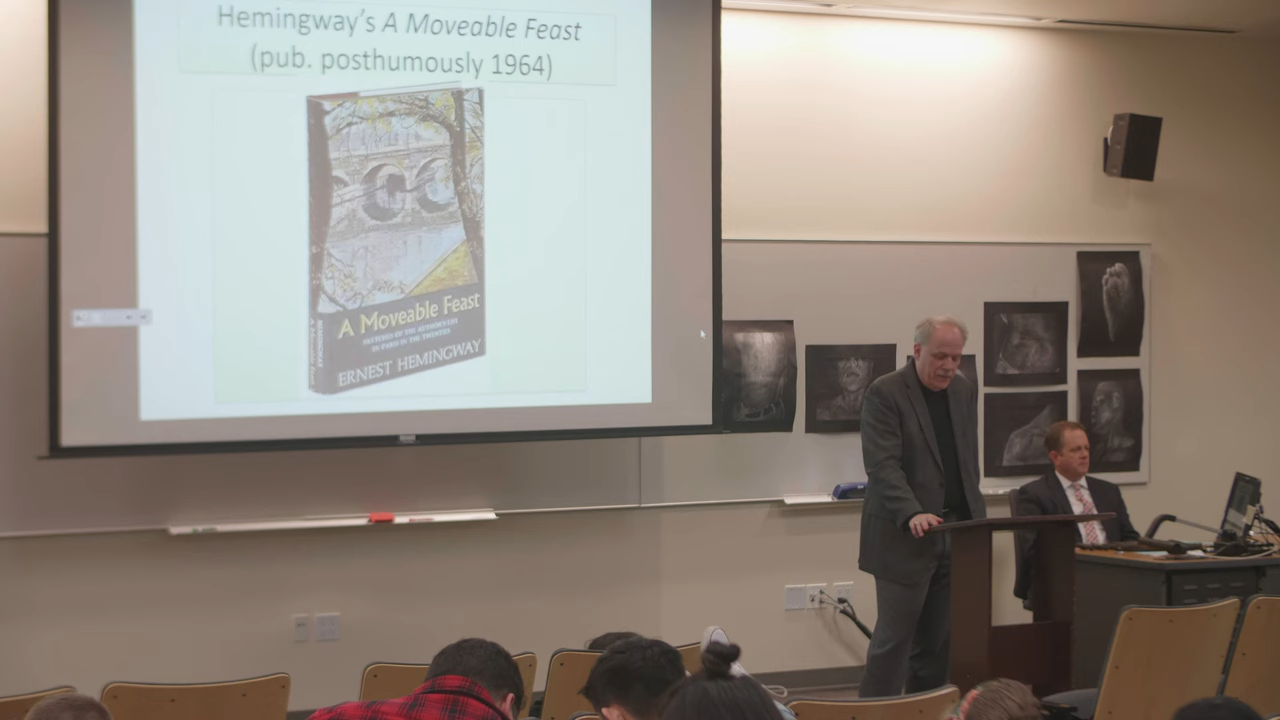 Hemingway's A Moveable Feast
(pub. posthumously 1964)
A Moveable Feast
SKETCHES OF THE AUTHOR'S LIFE
IN PARIS IN THE TWENTIES
ERNEST HEMINGWAY